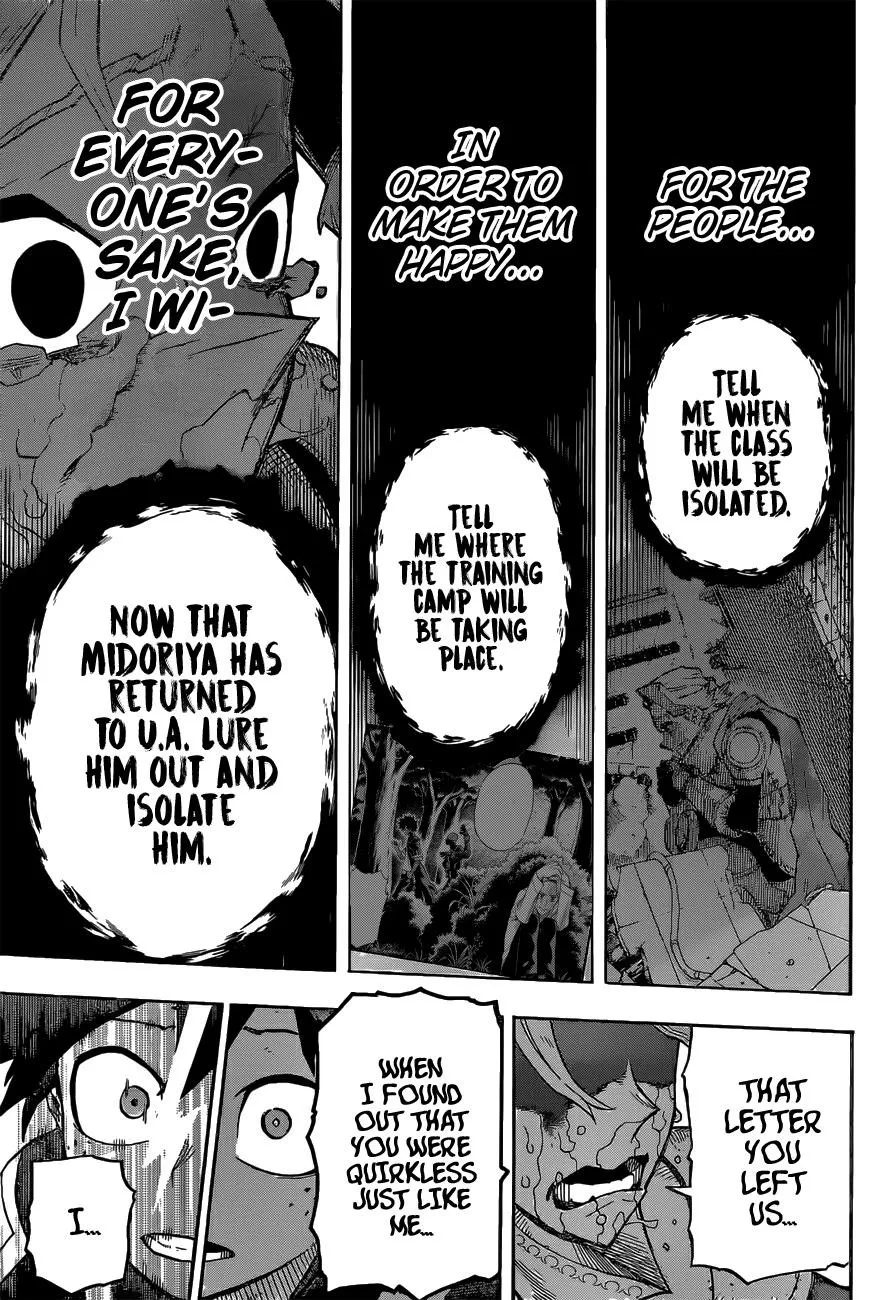 FOR THE
PEOPLE...
TELL
ME WHEN
THE CLASS
WILL BE
ISOLATED.
IN
ORDER TO
MAKE THEM
HAPPY...
TELL
ME WHERE
THE TRAINING
CAMP WILL
BE TAKING
PLACE.
FOR
EVERY-
ONE'S
SAKE,
I WI-
NOW THAT
MIDORIYA HAS
RETURNED
TO U.A. LURE
HIM OUT AND
ISOLATE
HIM.
THAT
LETTER
YOU
LEFT
US...
WHEN
I FOUND
OUT THAT
YOU WERE
QUIRKLESS
JUST LIKE
ME...
I...